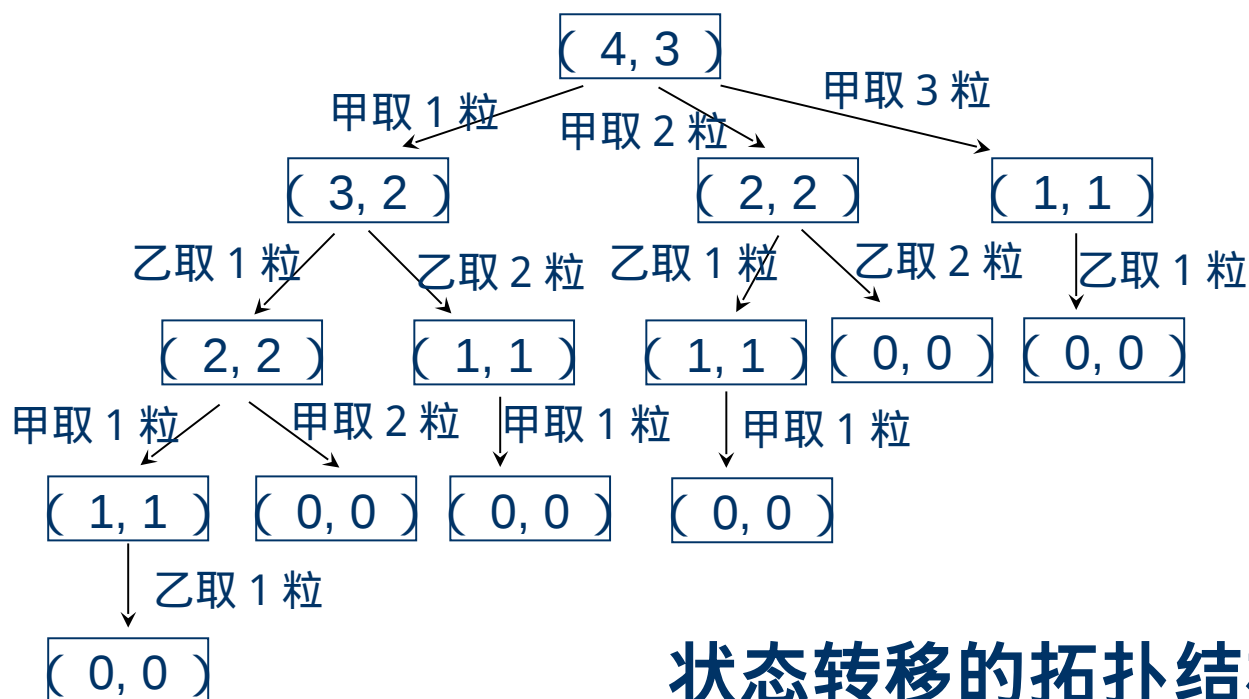 ( 4, 3 )
甲取 1 粒
甲取 2 粒
甲取 3 粒
( 3, 2 )
( 2, 2 )
( 1, 1 )
乙取 1 粒
乙取 2 粒
乙取 1 粒
乙取 2 粒
乙取 1 粒
( 2, 2 )
( 1, 1 )
( 1, 1 )
( 0, 0 )
( 0, 0 )
甲取 1 粒
甲取 2 粒
甲取 1 粒
甲取 1 粒
( 1, 1 )
( 0, 0 )
( 0, 0 )
( 0, 0 )
乙取 1 粒
( 0, 0 )
状态转移的拓扑结